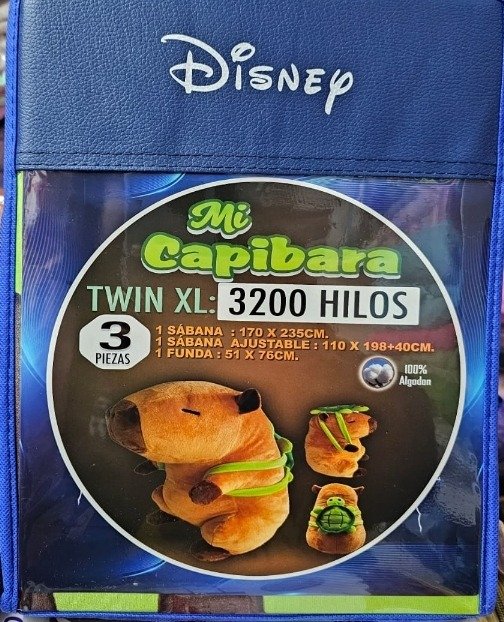 Disney
Mi
Capibara
TWIN XL: 3200 HILOS
3
PIEZAS
1 SÁBANA : 170 X 235CM.
1 SÁBANA AJUSTABLE : 110 X 198+40CM.
1 FUNDA : 51 X 76CM.
100%
Algodon